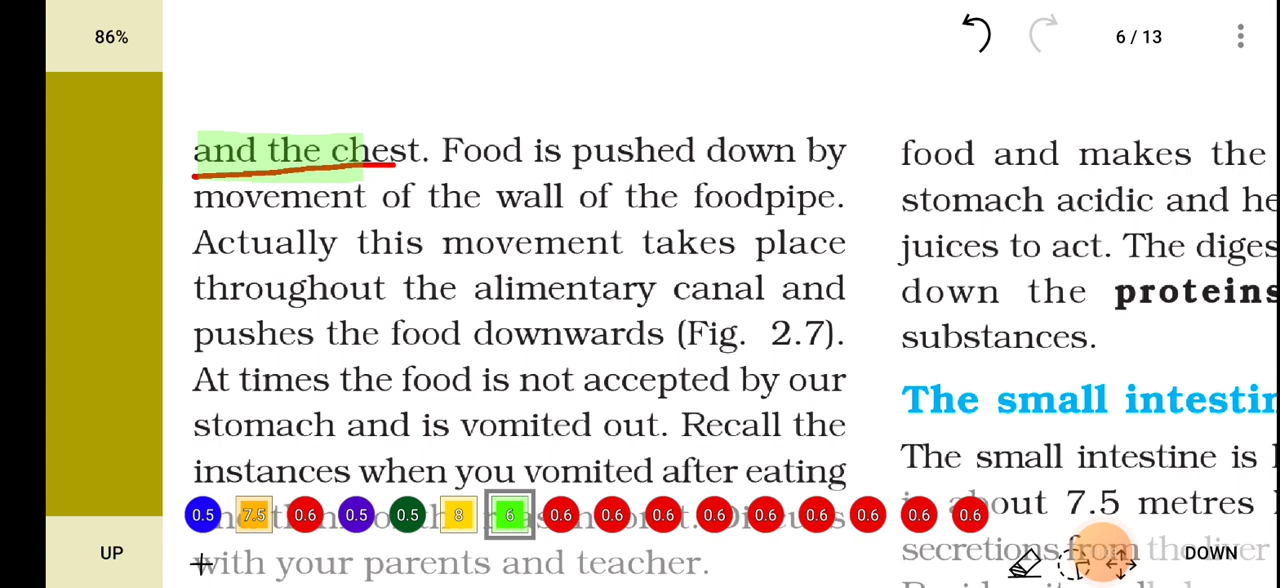 86%
6 / 13
and the chest. Food is pushed down by
movement of the wall of the foodpipe.
Actually this movement takes place
throughout the alimentary canal and
pushes the food downwards (Fig. 2.7).
At times the food is not accepted by our
stomach and is vomited out. Recall the
instances when you vomited after eating
with your parents and teacher.
food and makes the
stomach acidic and
juices to act. The
down the proteins
substances.
The small
The small intestine is
about 7.5 metres
secretions from the liver
0.5 7.5 0.6 0.5 0.5 8 6 0.6 0.6 0.6 0.6 0.6 0.6 0.6 0.6 0.6
UP
DOWN